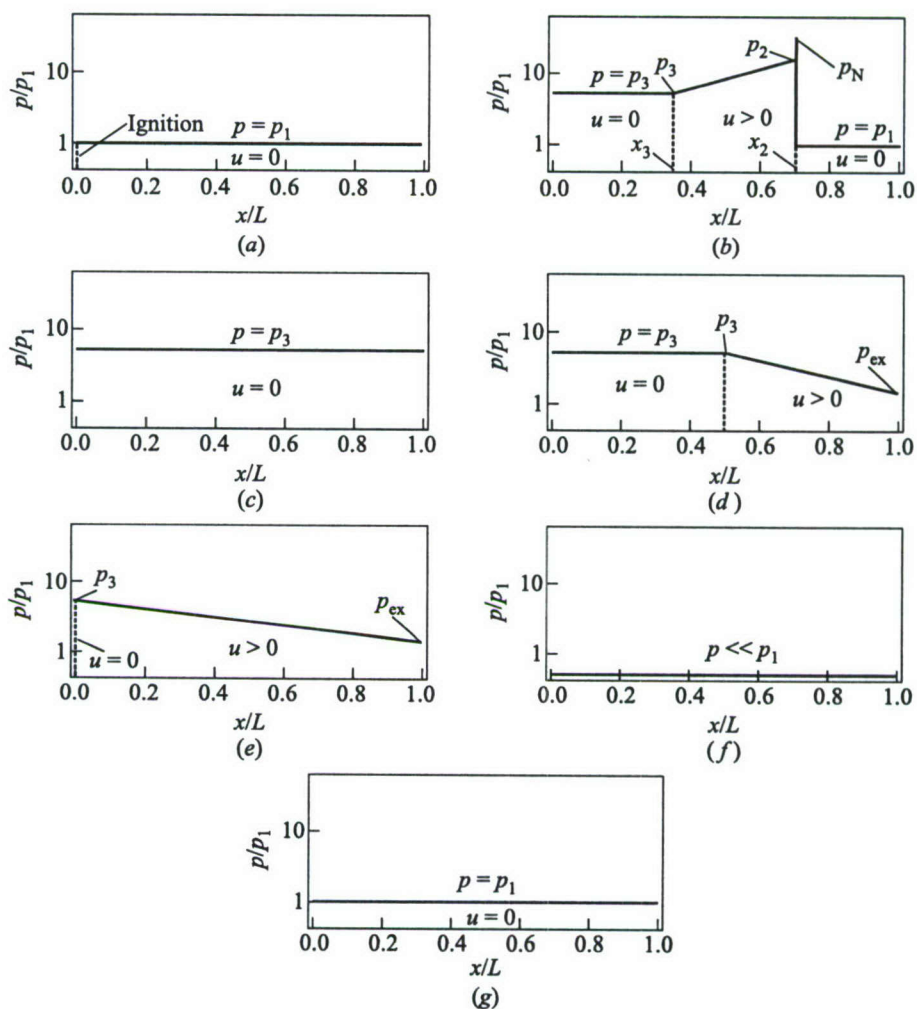 p/p1
10
1
Ignition
p = p1
u = 0
0.0 0.2 0.4 0.6 0.8 1.0
x/L
(a)
p/p1
10
1
p = p3
p3
p2
pN
u = 0
u > 0
p = p1
x3
x2
u = 0
0.0 0.2 0.4 0.6 0.8 1.0
x/L
(b)
p/p1
10
1
p = p3
u = 0
0.0 0.2 0.4 0.6 0.8 1.0
x/L
(c)
p/p1
10
1
p = p3
p3
pex
u = 0
u > 0
0.0 0.2 0.4 0.6 0.8 1.0
x/L
(d)
p/p1
10
1
p3
pex
u = 0
u > 0
0.0 0.2 0.4 0.6 0.8 1.0
x/L
(e)
p/p1
10
1
p << p1
0.0 0.2 0.4 0.6 0.8 1.0
x/L
(f)
p/p1
10
1
p = p1
u = 0
0.0 0.2 0.4 0.6 0.8 1.0
x/L
(g)